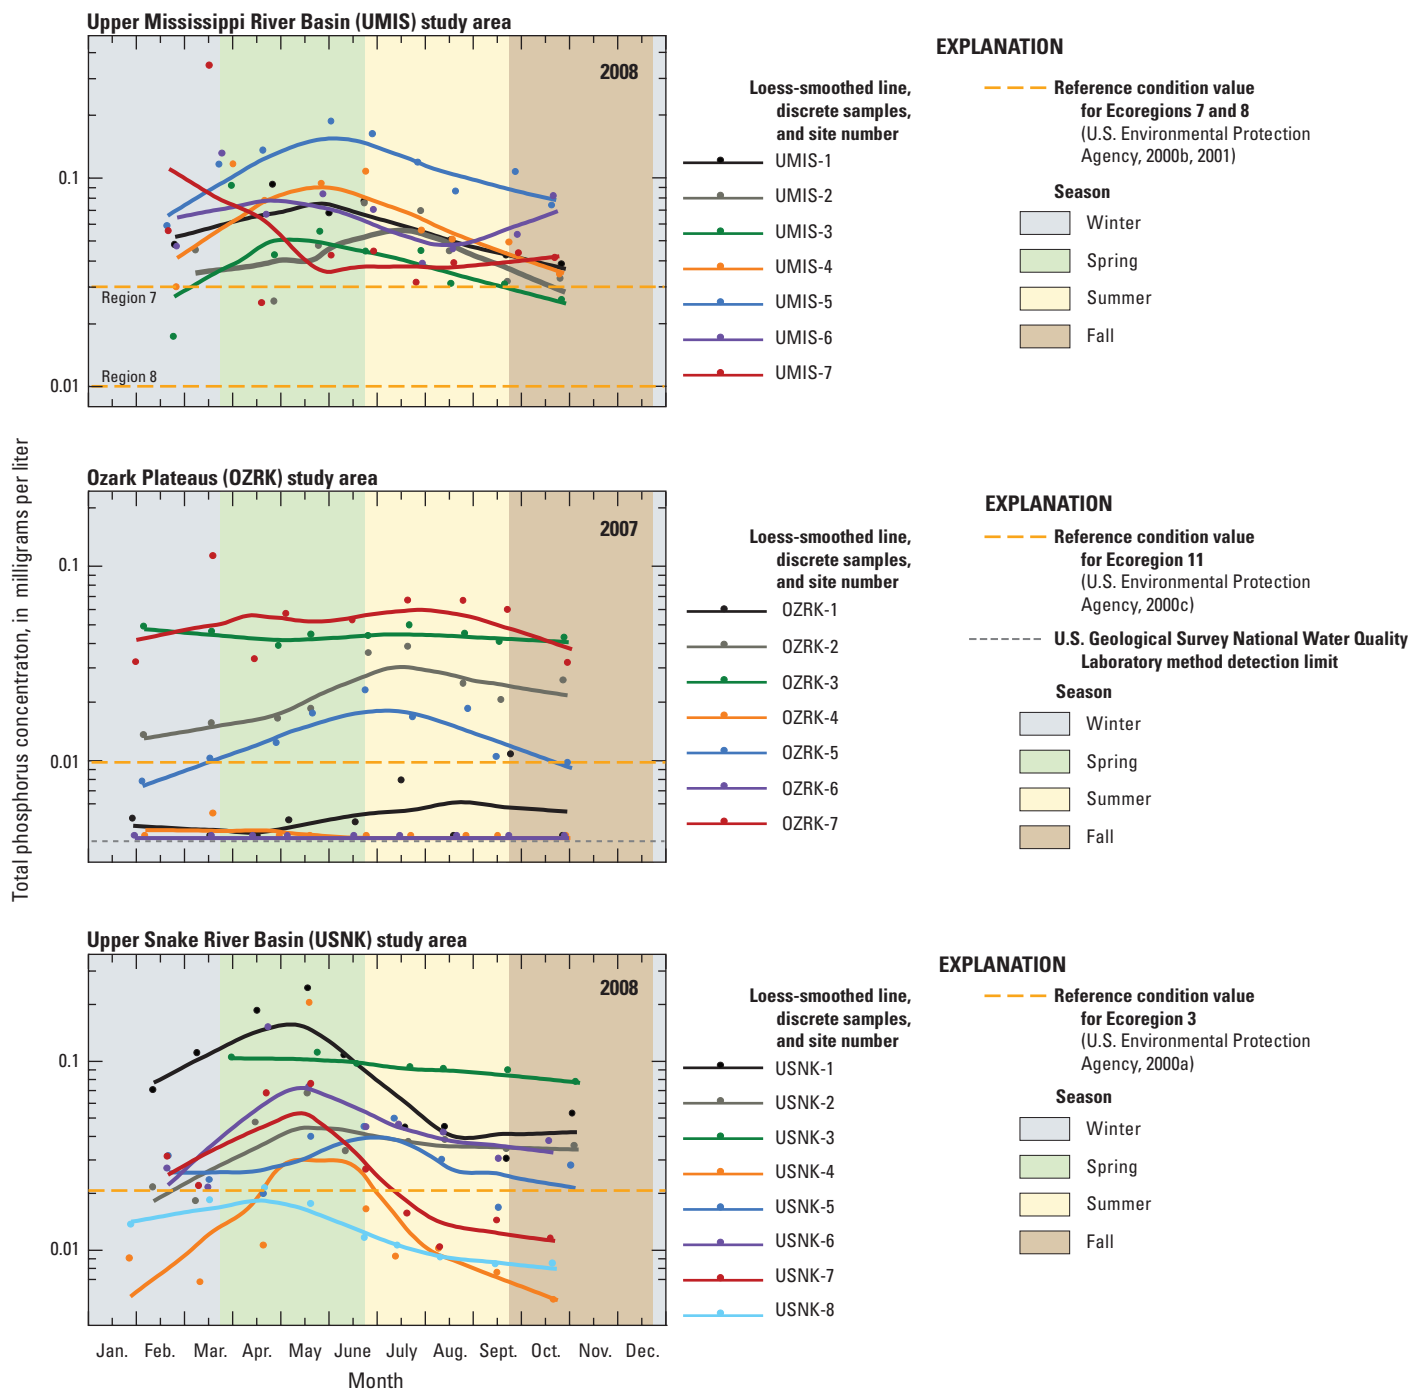 Upper Mississippi River Basin (UMIS) study area
2008
0.1
0.01
Region 7
Region 8
EXPLANATION
Loess-smoothed line,
discrete samples,
and site number
UMIS-1
UMIS-2
UMIS-3
UMIS-4
UMIS-5
UMIS-6
UMIS-7
Reference condition value
for Ecoregions 7 and 8
(U.S. Environmental Protection
Agency, 2000b, 2001)
Season
Winter
Spring
Summer
Fall
Total phosphorus concentraton, in milligrams per liter
Ozark Plateaus (OZRK) study area
2007
0.1
0.01
EXPLANATION
Loess-smoothed line,
discrete samples,
and site number
OZRK-1
OZRK-2
OZRK-3
OZRK-4
OZRK-5
OZRK-6
OZRK-7
Reference condition value
for Ecoregion 11
(U.S. Environmental Protection
Agency, 2000c)
U.S. Geological Survey National Water Quality
Laboratory method detection limit
Season
Winter
Spring
Summer
Fall
Upper Snake River Basin (USNK) study area
2008
0.1
0.01
EXPLANATION
Loess-smoothed line,
discrete samples,
and site number
USNK-1
USNK-2
USNK-3
USNK-4
USNK-5
USNK-6
USNK-7
USNK-8
Reference condition value
for Ecoregion 3
(U.S. Environmental Protection
Agency, 2000a)
Season
Winter
Spring
Summer
Fall
Jan. Feb. Mar. Apr. May June July Aug. Sept. Oct. Nov. Dec.
Month